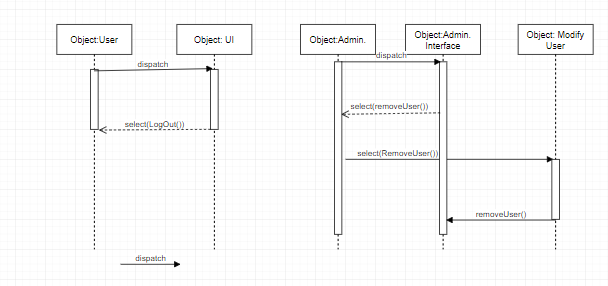 Object:User
Object: UI
Object:Admin.
Object:Admin.
Interface
Object: Modify
User
dispatch
dispatch
select(LogOut())
select(removeUser())
select(RemoveUser())
removeUser()
dispatch